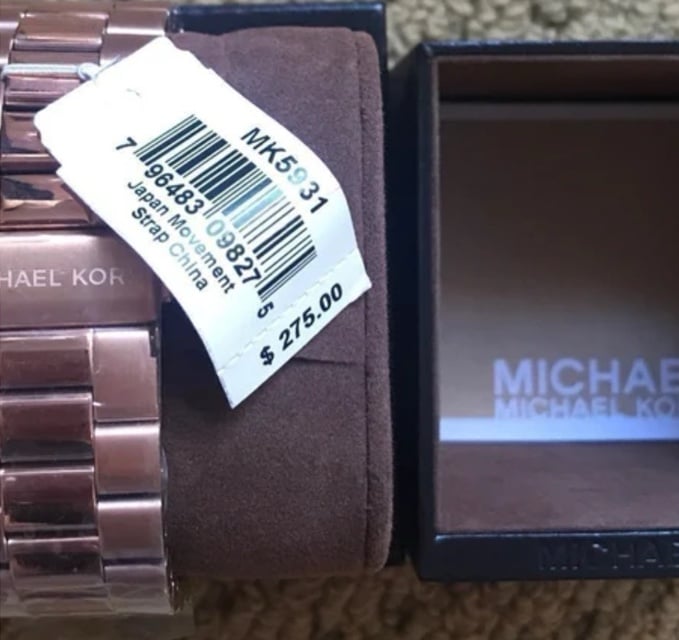 MK5931
7 96483 09827 5
Japan Movement
Strap China
$ 275.00
HAEL KOR
MICHAE
MICHAEL KO
MICHAE